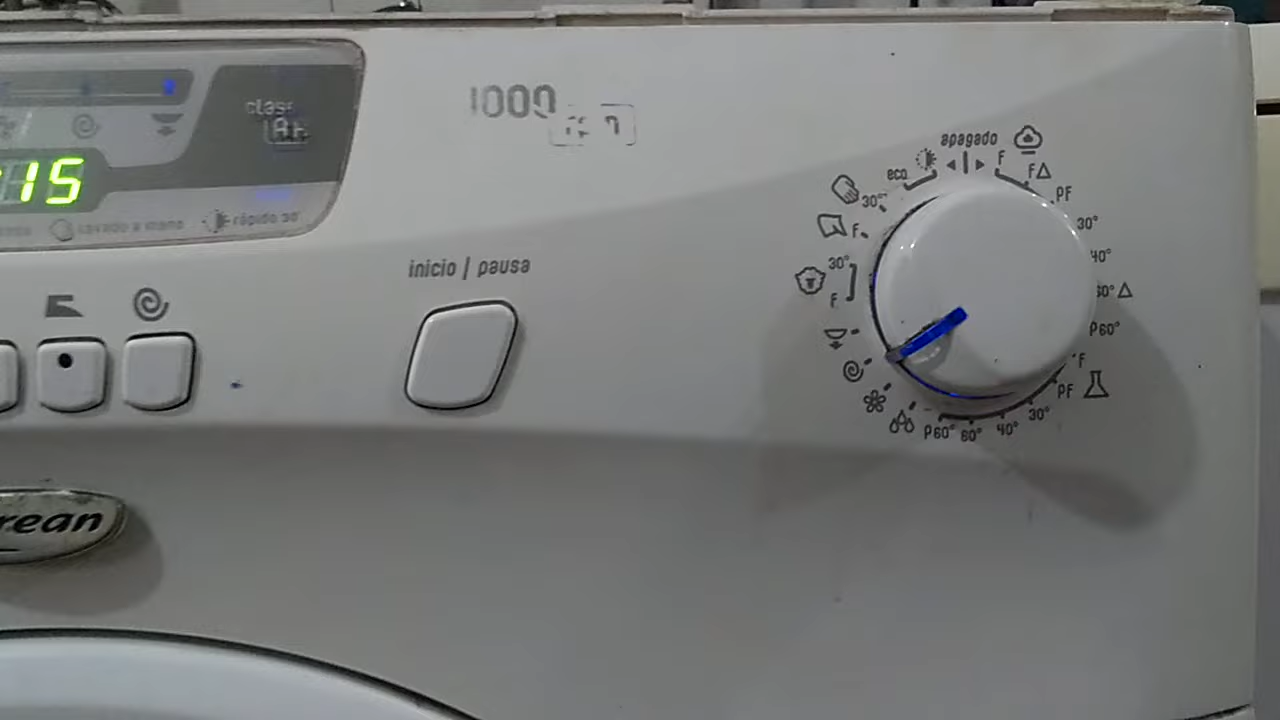 clase
15
lavado a mano
rápido 30'
1000
inicio | pausa
apagado
eco
F
F△
PF
30°
40°
60° △
P60°
F
PF
30°
40°
60°
P60°
F
30°
F
30°
rean